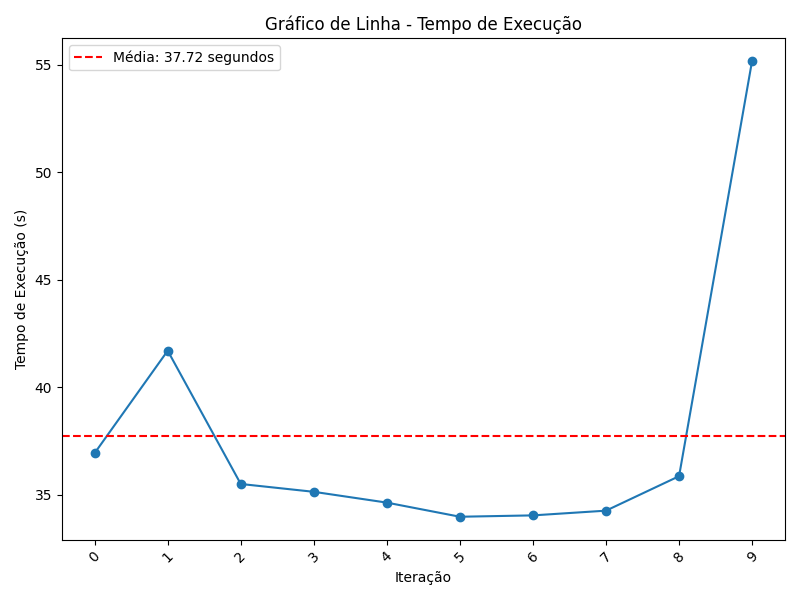 Gráfico de Linha - Tempo de Execução
Média: 37.72 segundos
Tempo de Execução (s)
55
50
45
40
35
0 1 2 3 4 5 6 7 8 9
Iteração